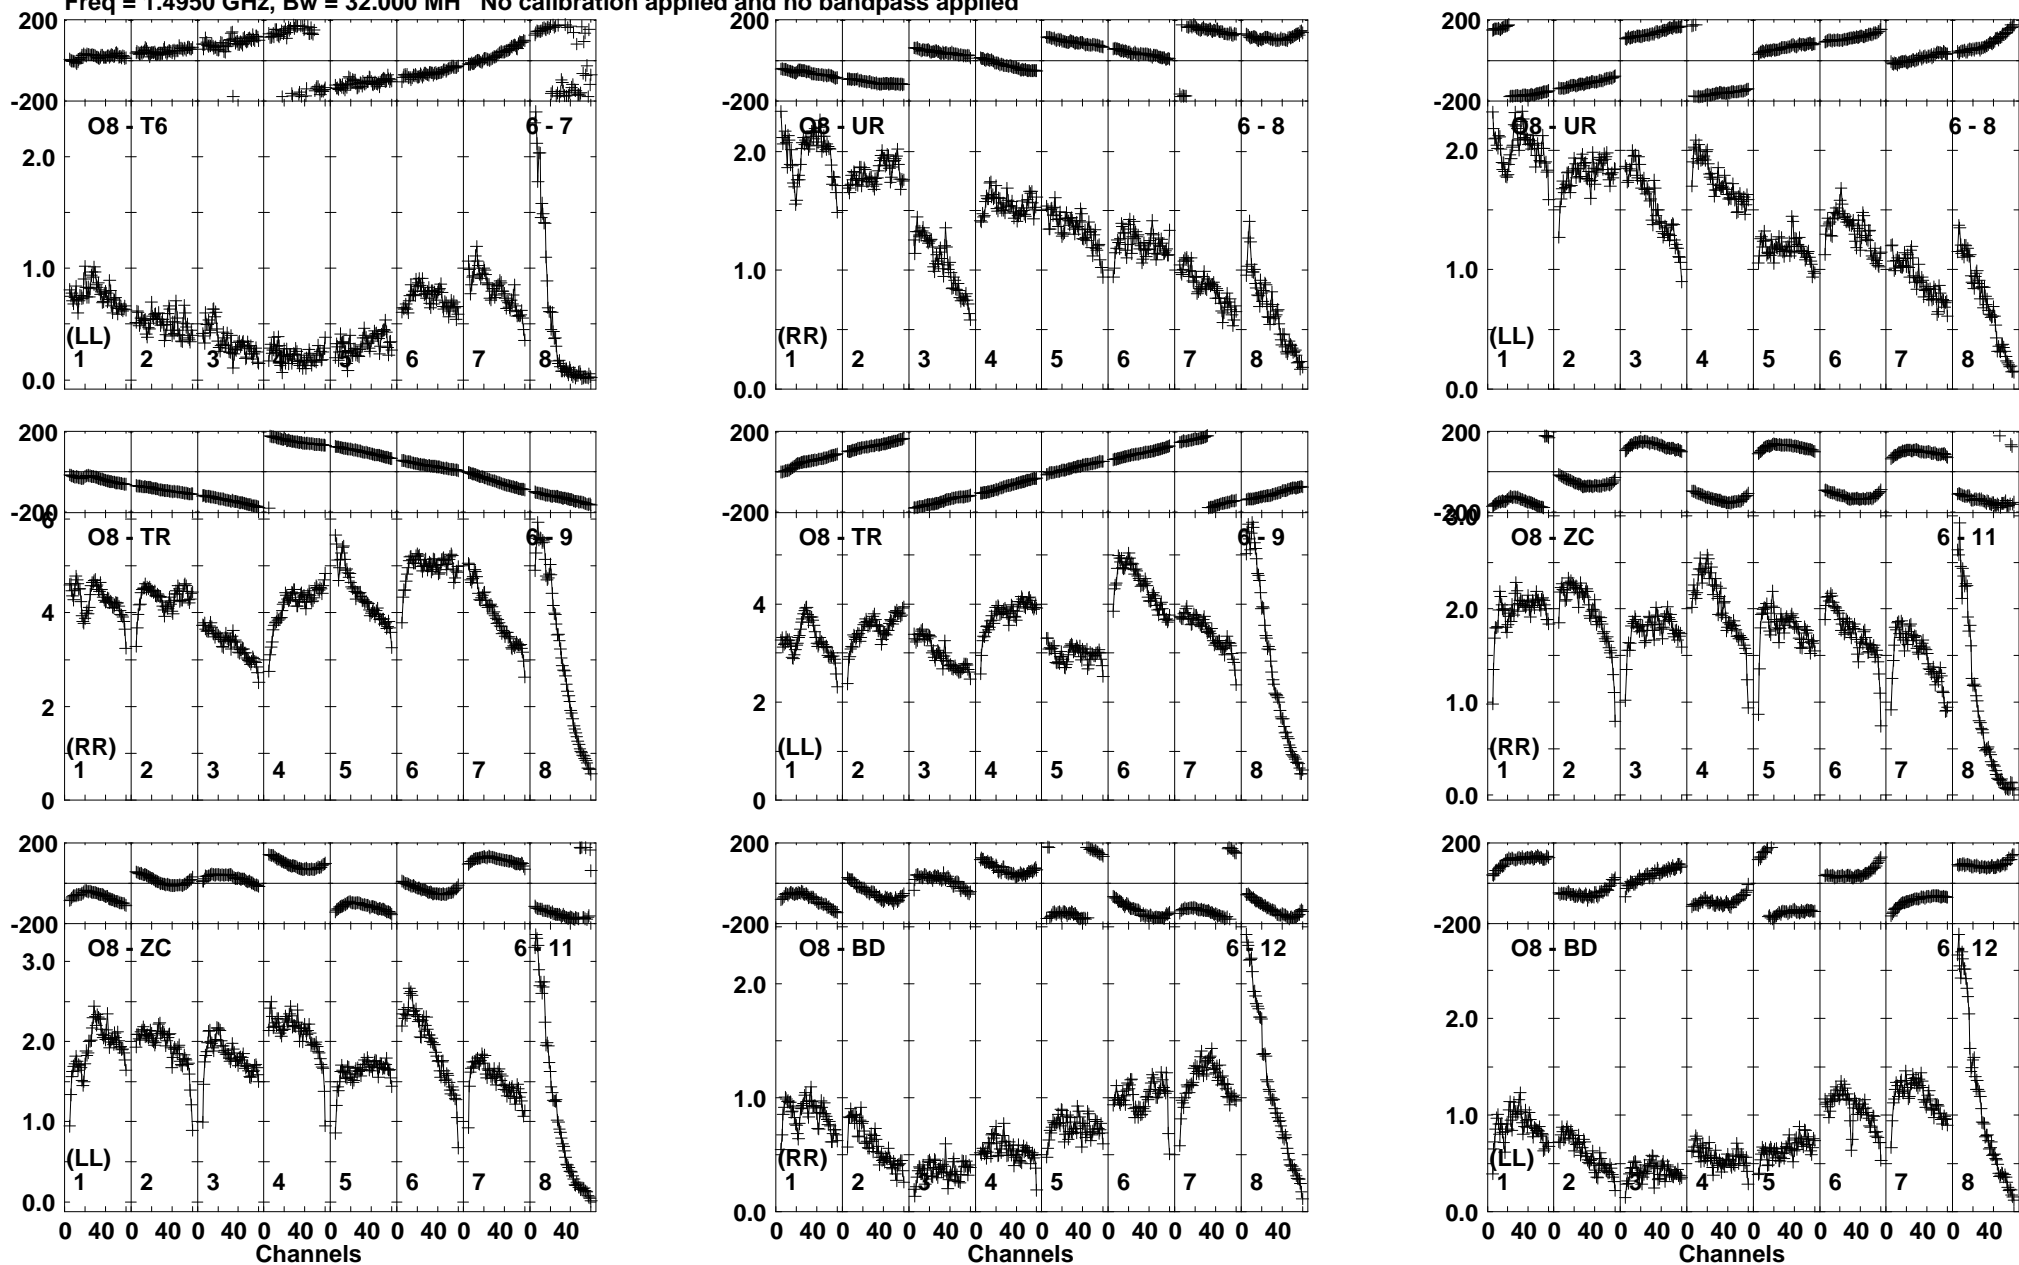 Freq = 1.4950 GHz, Bw = 32.000 MH No calibration applied and no bandpass applied
200 200 200
-200 -200 -200
O8 - T6 6 - 7 O8 - UR 6 - 8 O8 - UR 6 - 8
2.0 2.0 2.0
1.0 1.0 1.0
(LL) (RR) (LL)
1 2 3 4 5 6 7 8 1 2 3 4 5 6 7 8 1 2 3 4 5 6 7 8
0.0 0.0 0.0
200 200 200
-200 -200 -200
6 3.0
O8 - TR 6 - 9 O8 - TR 6 - 9 O8 - ZC 6 - 11
4 4 2.0
2 2 1.0
(RR) (LL) (RR)
1 2 3 4 5 6 7 8 1 2 3 4 5 6 7 8 1 2 3 4 5 6 7 8
0 0 0.0
200 200 200
-200 -200 -200
O8 - ZC 6 - 11 O8 - BD 6 - 12 O8 - BD 6 - 12
3.0 2.0 2.0
2.0 1.0 1.0
1.0
(LL) (RR) (LL)
1 2 3 4 5 6 7 8 1 2 3 4 5 6 7 8 1 2 3 4 5 6 7 8
0.0 0.0 0.0
0 40 0 40 0 40 0 40 0 40 0 40 0 40 0 40 0 40 0 40 0 40 0 40 0 40 0 40 0 40 0 40 0 40 0 40 0 40 0 40 0 40 0 40 0 40 0 40
Channels Channels Channels